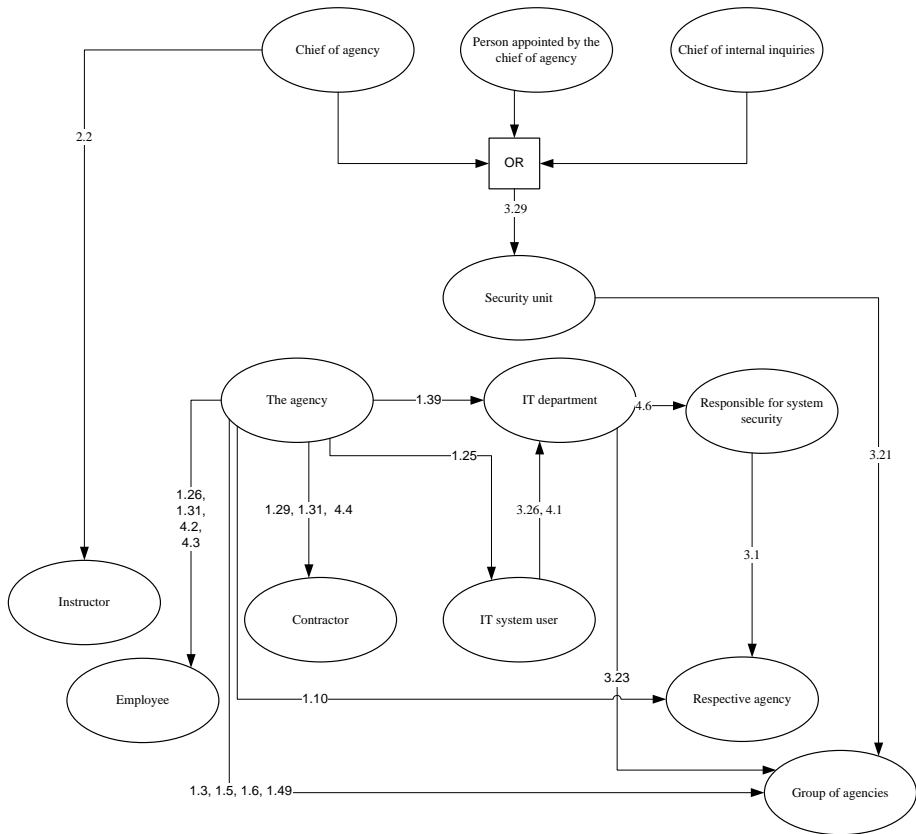 Chief of agency
Person appointed by the
chief of agency
Chief of internal inquiries
2.2
OR
3.29
Security unit
The agency
1.39
IT department
4.6
Responsible for system
security
1.25
3.21
1.26,
1.31,
4.2,
4.3
1.29, 1.31, 4.4
3.26, 4.1
3.1
Instructor
Contractor
IT system user
3.23
Employee
1.10
Respective agency
1.3, 1.5, 1.6, 1.49
Group of agencies